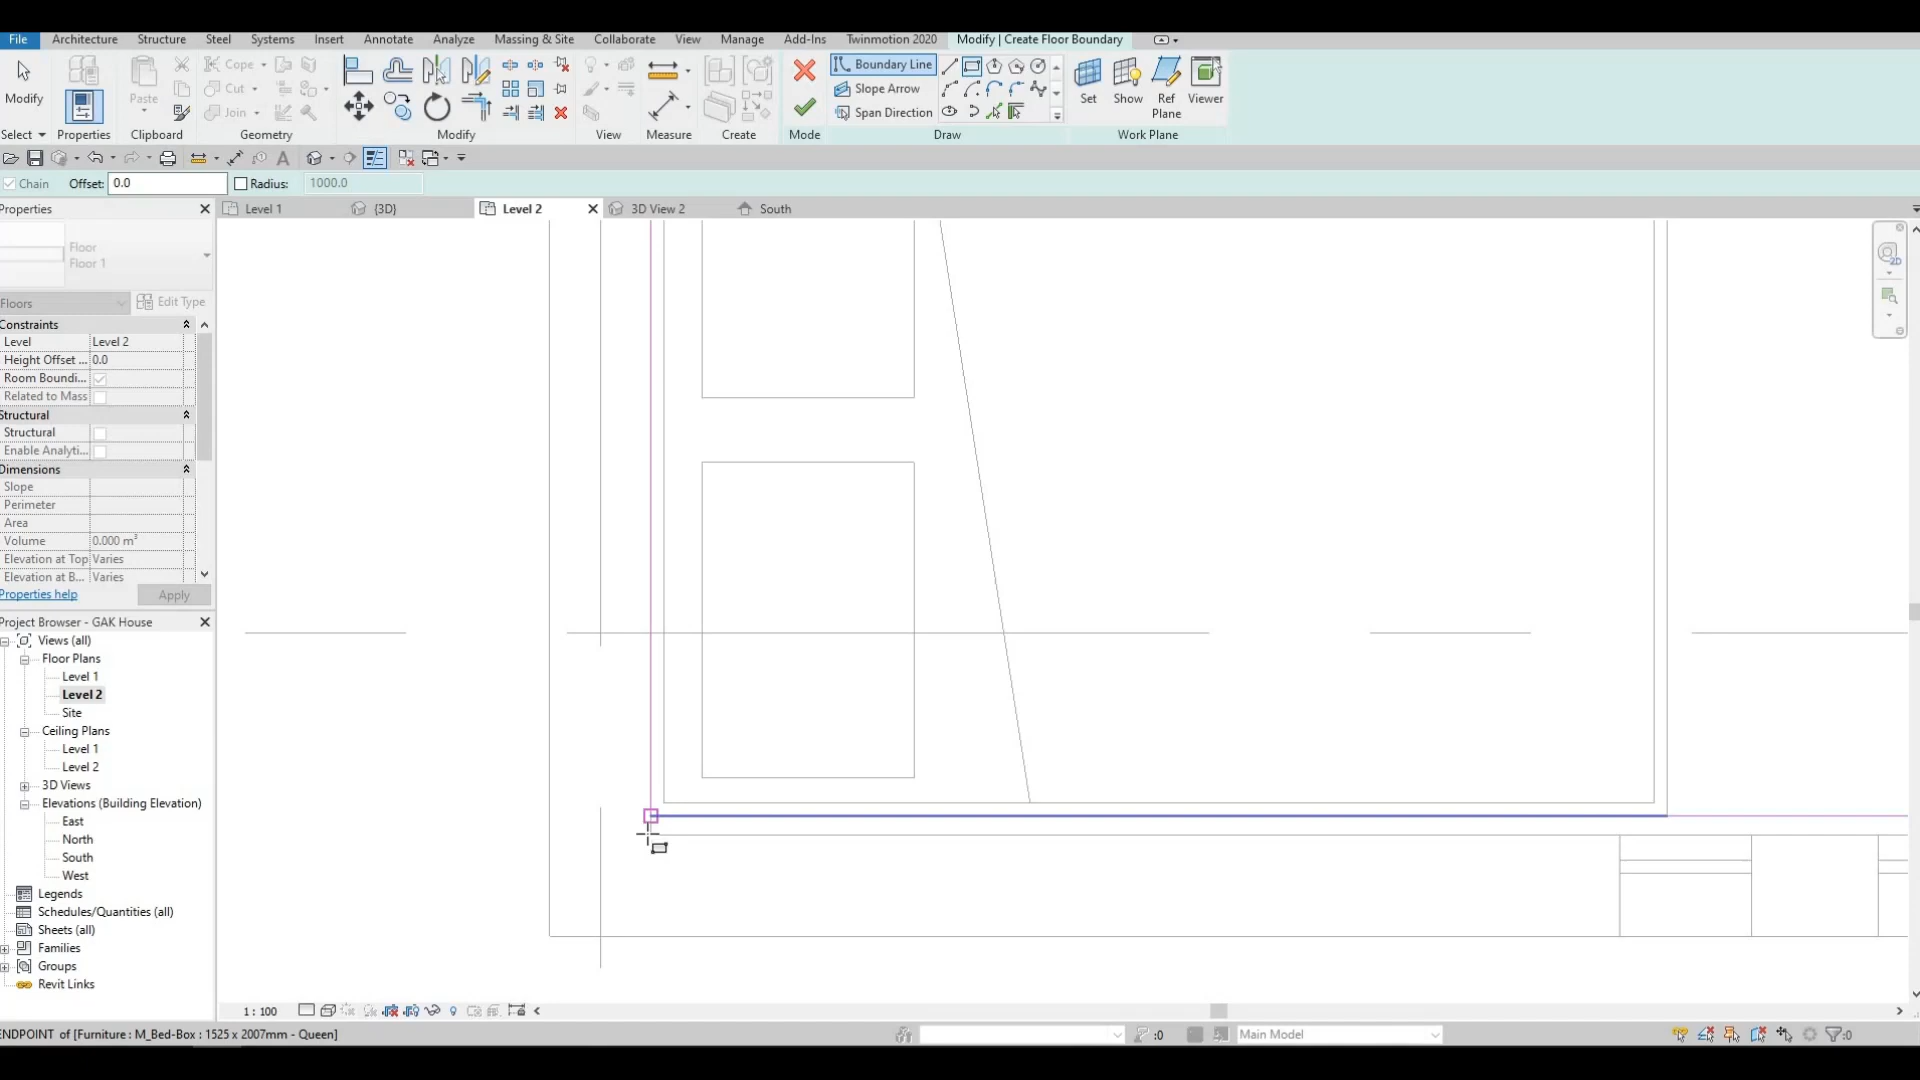 File Architecture Structure Steel Systems Insert Annotate Analyze Massing & Site Collaborate View Manage Add-Ins Twinmotion 2020 Modify | Create Floor Boundary
Modify
Paste
Cope
Cut
Join
Boundary Line
Slope Arrow
Span Direction
Set Show Ref Plane Viewer
Select Properties Clipboard Geometry Modify View Measure Create Mode Draw Work Plane
Chain Offset: 0.0 Radius: 1000.0
Properties
Level 1 {3D} Level 2 3D View 2 South
Floor
Floor 1
Floors Edit Type
Constraints
Level Level 2
Height Offset ... 0.0
Room Boundi...
Related to Mass
Structural
Structural
Enable Analyti...
Dimensions
Slope
Perimeter
Area
Volume 0.000 m³
Elevation at Top Varies
Elevation at B... Varies
Properties help Apply
Project Browser - GAK House
Views (all)
Floor Plans
Level 1
Level 2
Site
Ceiling Plans
Level 1
Level 2
3D Views
Elevations (Building Elevation)
East
North
South
West
Legends
Schedules/Quantities (all)
Sheets (all)
Families
Groups
Revit Links
2D
1 : 100
ENDPOINT of [Furniture : M_Bed-Box : 1525 x 2007mm - Queen]
:0
Main Model
:0